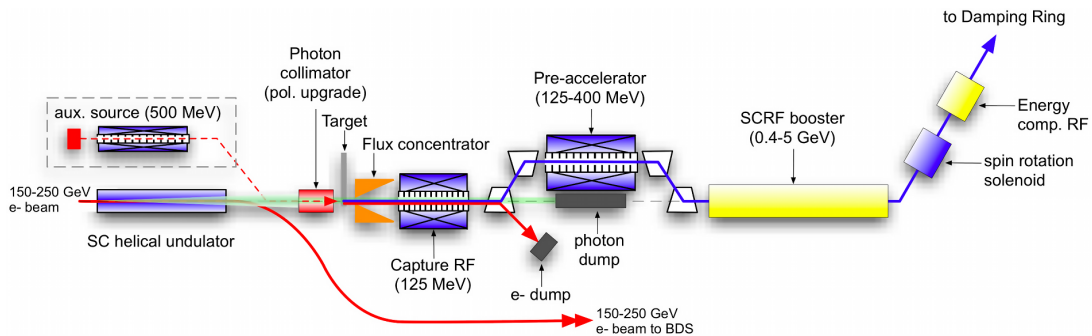 to Damping Ring
Photon
collimator
(pol. upgrade)
Pre-accelerator
(125-400 MeV)
aux. source (500 MeV)
Target
Flux concentrator
SCRF booster
(0.4-5 GeV)
Energy
comp. RF
spin rotation
solenoid
150-250 GeV
e- beam
SC helical undulator
Capture RF
(125 MeV)
photon
dump
e- dump
150-250 GeV
e- beam to BDS